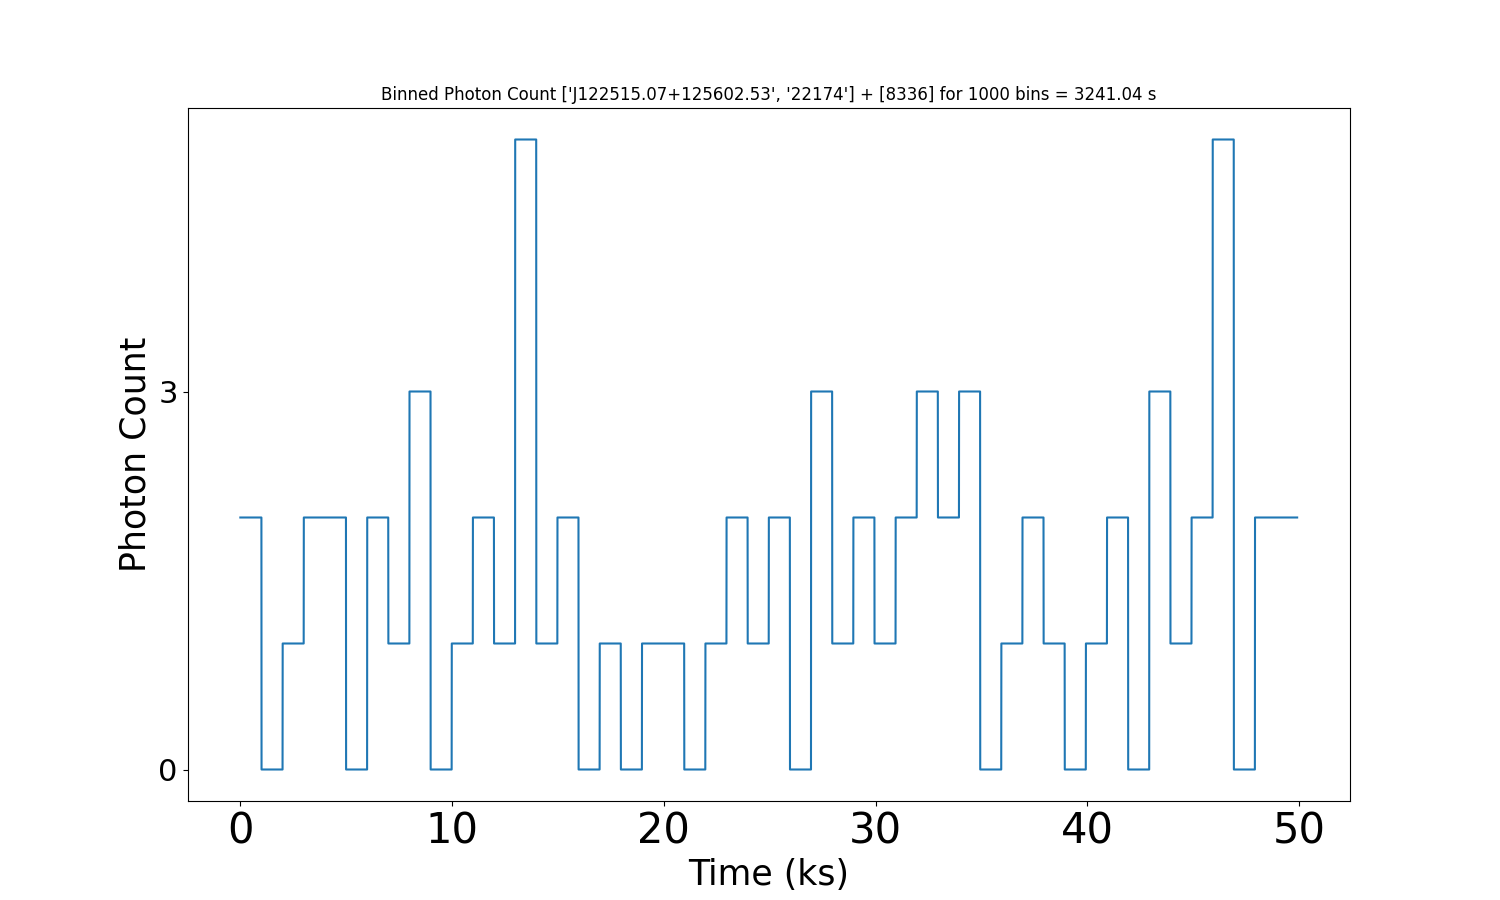 Binned Photon Count ['J122515.07+125602.53', '22174'] + [8336] for 1000 bins = 3241.04 s
Photon Count
3
0
0 10 20 30 40 50
Time (ks)